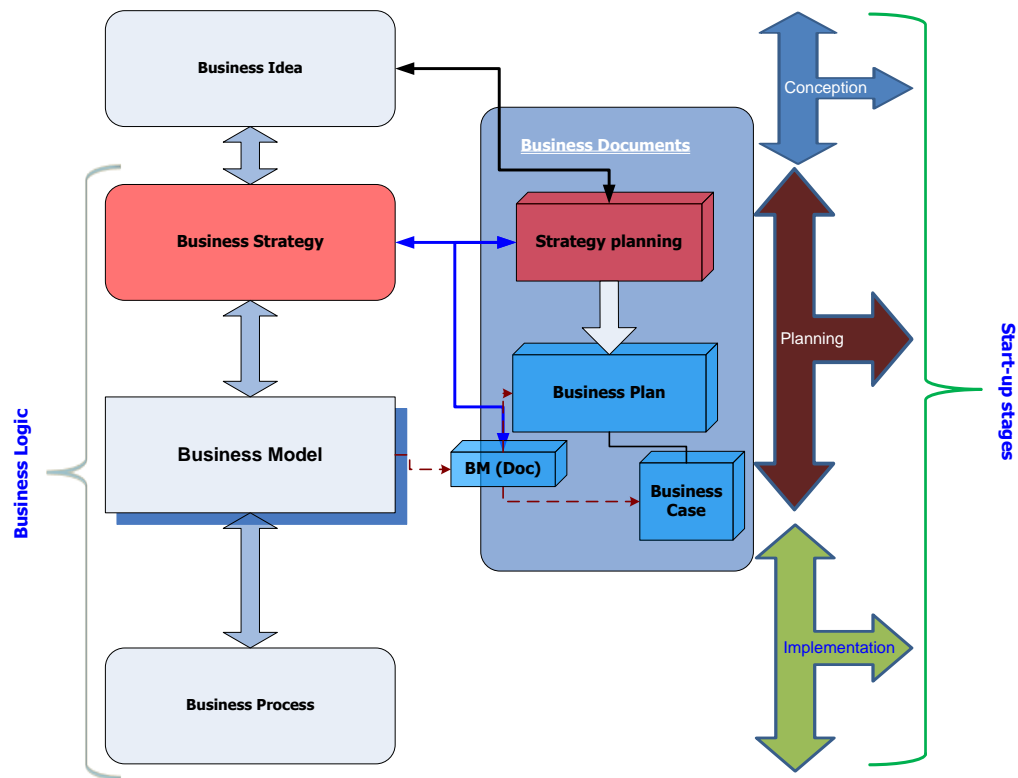 Business Idea
Conception
Business Documents
Business Strategy
Strategy planning
Planning
Business Plan
Business Model
BM (Doc)
Business
Case
Business Process
Implementation
Business Logic
Start-up stages